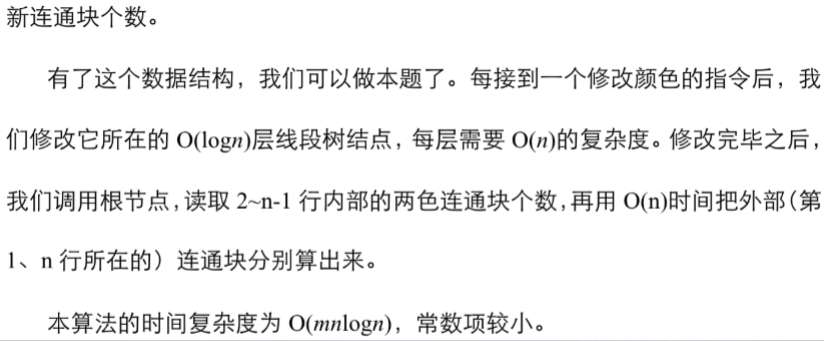 新连通块个数。
有了这个数据结构，我们可以做本题了。每接到一个修改颜色的指令后，我
们修改它所在的 O(logn)层线段树结点，每层需要 O(n)的复杂度。修改完毕之后，
我们调用根节点，读取 2~n-1 行内部的两色连通块个数，再用 O(n)时间把外部（第
1、n 行所在的）连通块分别算出来。
本算法的时间复杂度为 O(mnlogn)，常数项较小。